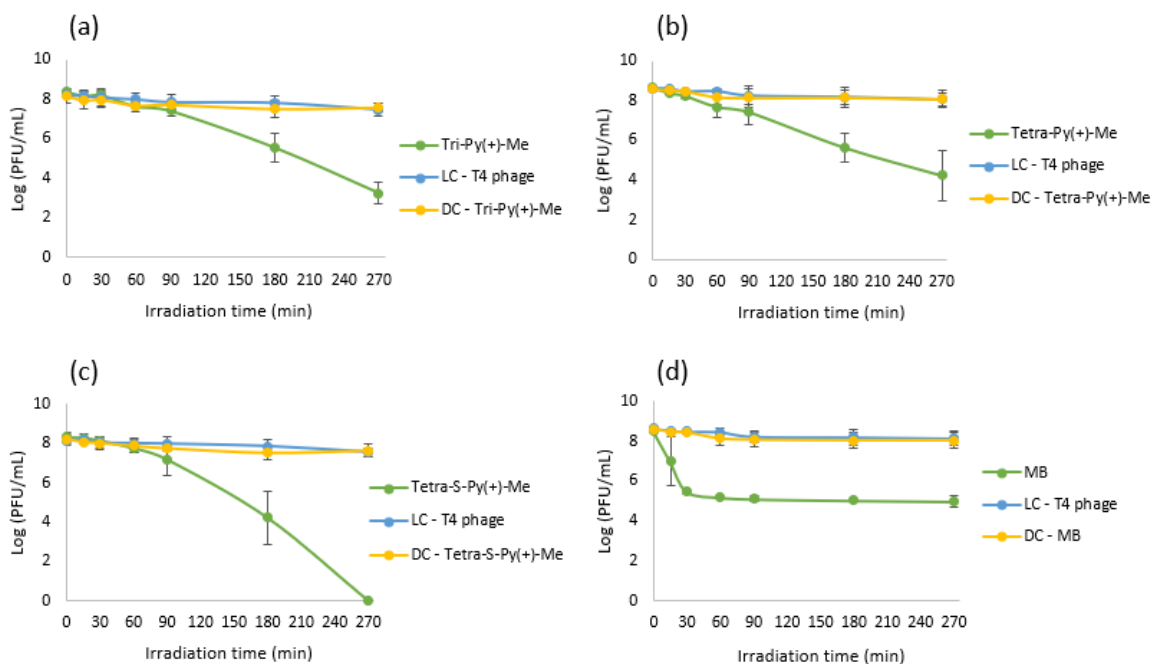 (a)
10
8
6
4
2
0
Log (PFU/mL)
0 30 60 90 120 150 180 210 240 270
Irradiation time (min)
Tri-Py(+)-Me
LC - T4 phage
DC - Tri-Py(+)-Me
(b)
10
8
6
4
2
0
Log (PFU/mL)
0 30 60 90 120 150 180 210 240 270
Irradiation time (min)
Tetra-Py(+)-Me
LC - T4 phage
DC - Tetra-Py(+)-Me
(c)
10
8
6
4
2
0
Log (PFU/mL)
0 30 60 90 120 150 180 210 240 270
Irradiation time (min)
Tetra-S-Py(+)-Me
LC - T4 phage
DC - Tetra-S-Py(+)-Me
(d)
10
8
6
4
2
0
Log (PFU/mL)
0 30 60 90 120 150 180 210 240 270
Irradiation time (min)
MB
LC - T4 phage
DC - MB